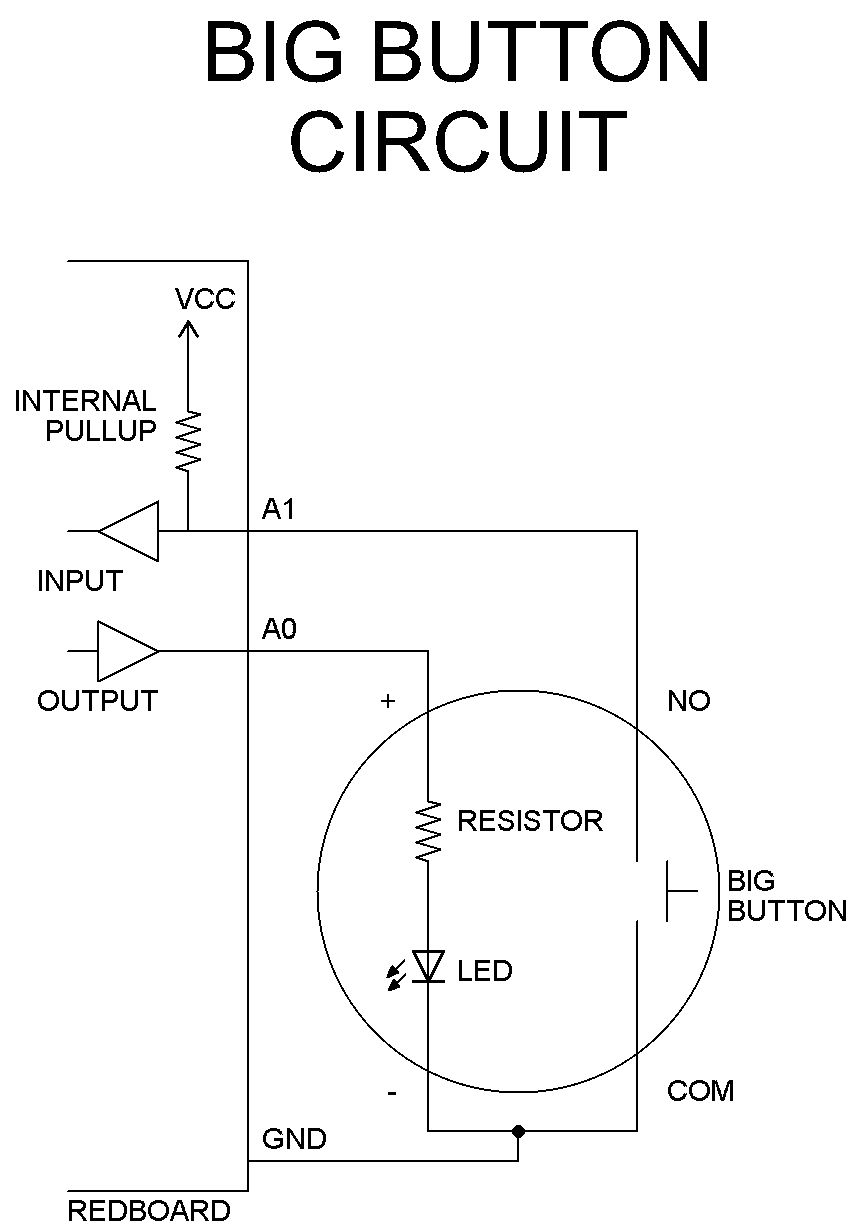 BIG BUTTON
CIRCUIT
VCC
INTERNAL
PULLUP
A1
INPUT
A0
OUTPUT
+
NO
RESISTOR
BIG
BUTTON
LED
-
COM
GND
REDBOARD